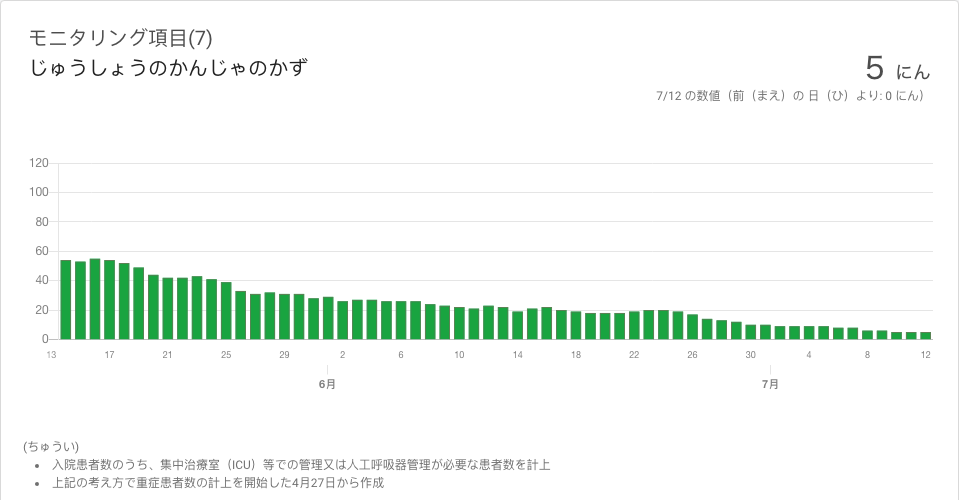 モニタリング項目(7)
じゅうしょうのかんじゃのかず
5 にん
7/12 の数値（前（まえ）の 日（ひ）より: 0 にん）
120
100
80
60
40
20
0
13 17 21 25 29 2 6 10 14 18 22 26 30 4 8 12
6月 7月
(ちゅうい)
• 入院患者数のうち、集中治療室（ICU）等での管理又は人工呼吸器管理が必要な患者数を計上
• 上記の考え方で重症患者数の計上を開始した4月27日から作成